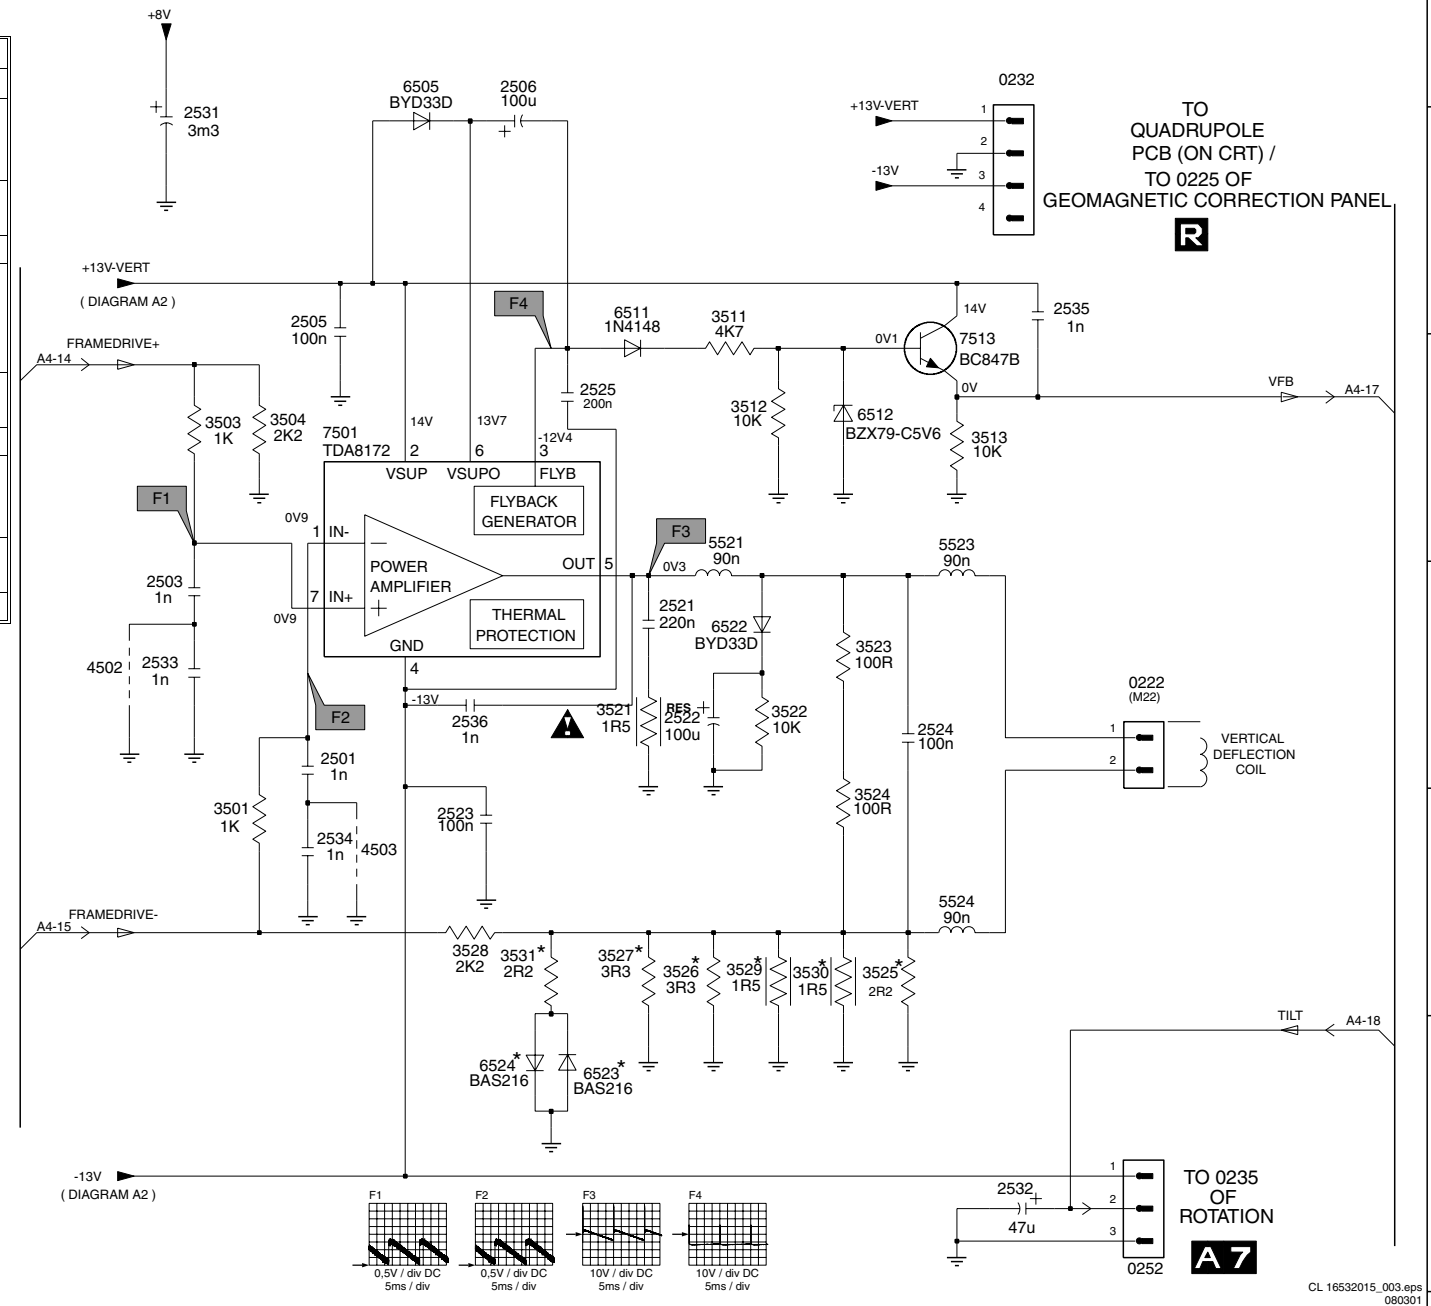 +8V
2531
3m3
6505
BYD33D
2506
100u
0232
+13V-VERT
1
2
-13V
3
4
TO
QUADRUPOLE
PCB (ON CRT) /
TO 0225 OF
GEOMAGNETIC CORRECTION PANEL
R
+13V-VERT
( DIAGRAM A2 )
2505
100n
F4
6511
1N4148
3511
4K7
0V1
14V
7513
BC847B
0V
2535
1n
FRAMEDRIVE+
A4-14
VFB
A4-17
3503
1K
3504
2K2
2525
200n
3512
10K
6512
BZX79-C5V6
3513
10K
7501
TDA8172
14V
2
13V7
6
-12V4
3
VSUP
VSUPO
FLYB
FLYBACK
GENERATOR
F1
0V9
1
IN-
POWER
AMPLIFIER
7
IN+
0V9
OUT
5
THERMAL
PROTECTION
GND
4
F3
0V3
5521
90n
5523
90n
2503
1n
4502
2533
1n
2521
220n
6522
BYD33D
3523
100R
F2
-13V
2536
1n
3521
1R5
RES
2522
100u
3522
10K
2524
100n
0222
(M22)
1
2
VERTICAL
DEFLECTION
COIL
2501
1n
3501
1K
2534
1n
4503
2523
100n
3524
100R
FRAMEDRIVE-
A4-15
5524
90n
3528
2K2
3531*
2R2
3527*
3R3
3526*
3R3
3529*
1R5
3530*
1R5
3525*
2R2
6524*
BAS216
6523*
BAS216
TILT
A4-18
-13V
( DIAGRAM A2 )
F1
0,5V / div DC
5ms / div
F2
0,5V / div DC
5ms / div
F3
10V / div DC
5ms / div
F4
10V / div DC
5ms / div
2532
47u
1
2
3
0252
TO 0235
OF
ROTATION
A 7
CL 16532015_003.eps
080301